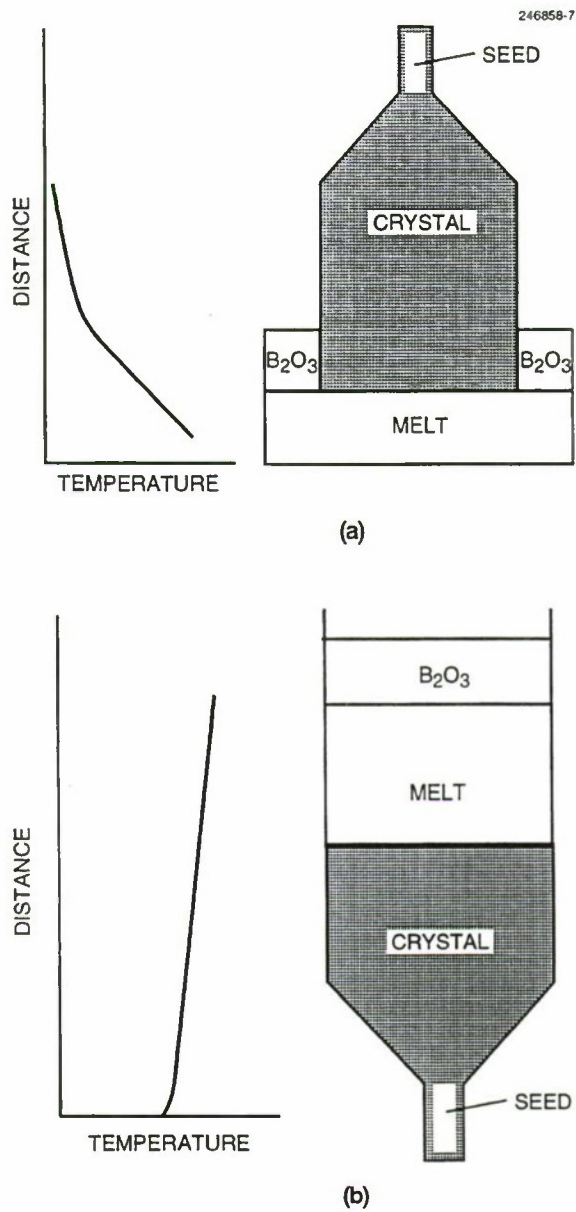 246858-7
SEED
DISTANCE
CRYSTAL
B₂O₃
B₂O₃
MELT
TEMPERATURE
(a)
B₂O₃
MELT
DISTANCE
CRYSTAL
SEED
TEMPERATURE
(b)